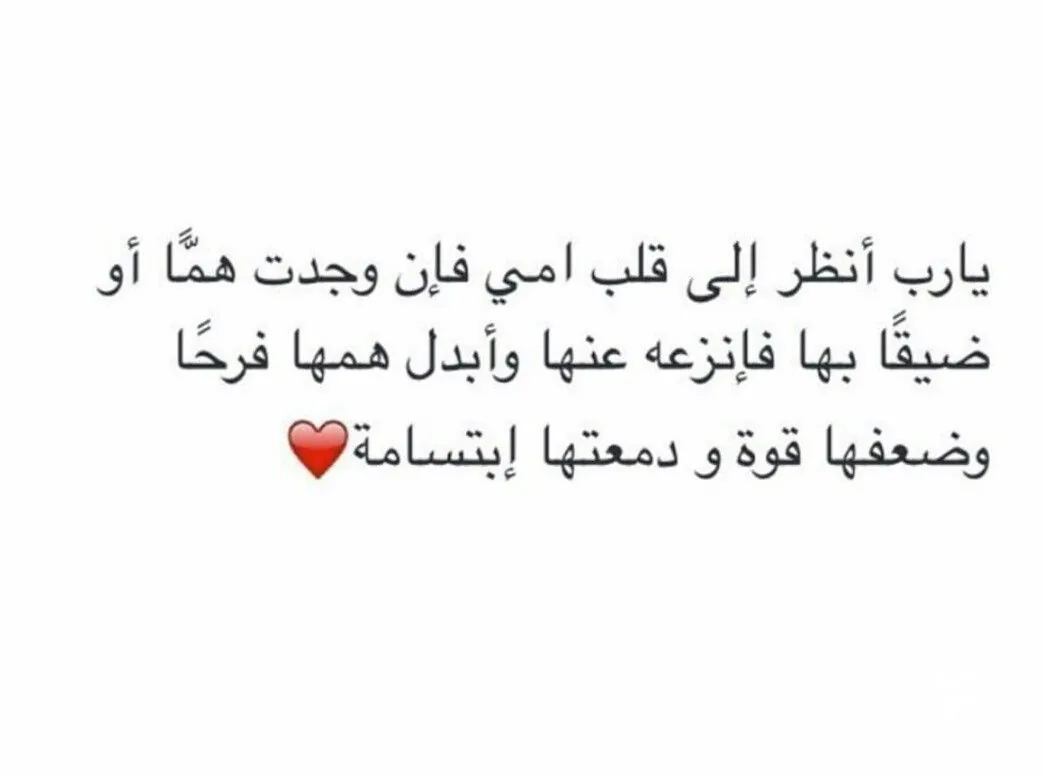 يارب أنظر إلى قلب امي فإن وجدت همًّا أو
ضيقًا بها فإنزعه عنها وأبدل همها فرحًا
وضعفها قوة و دمعتها إبتسامة❤️